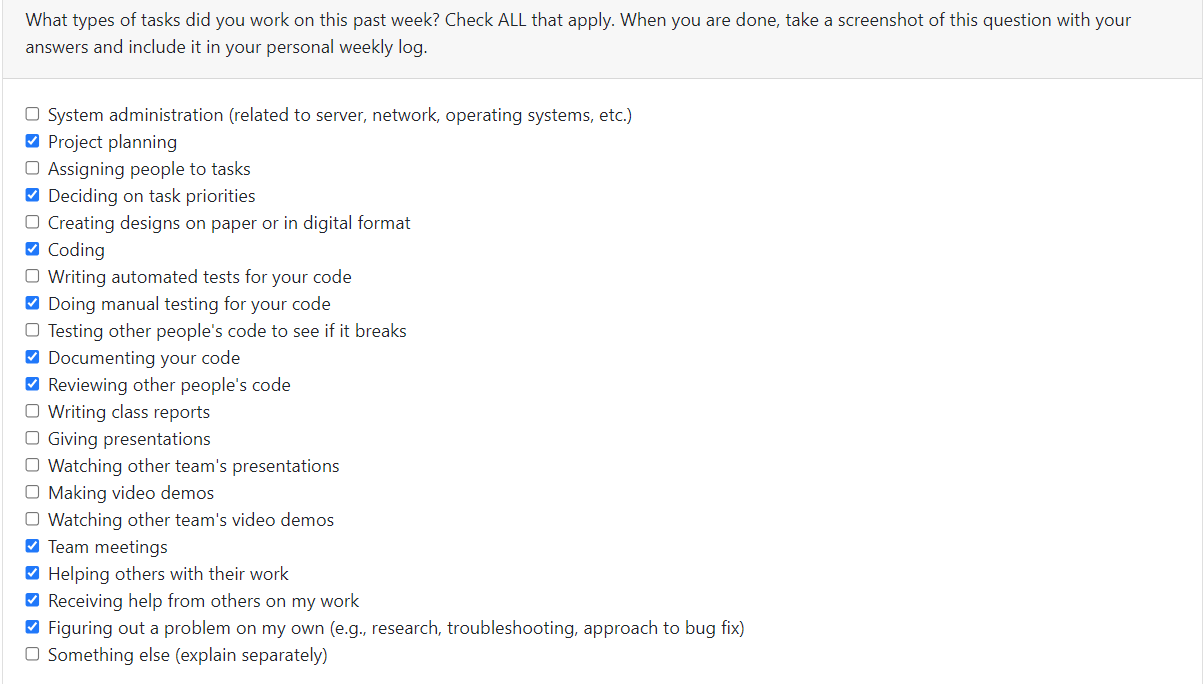 What types of tasks did you work on this past week? Check ALL that apply. When you are done, take a screenshot of this question with your
answers and include it in your personal weekly log.
System administration (related to server, network, operating systems, etc.)
Project planning
Assigning people to tasks
Deciding on task priorities
Creating designs on paper or in digital format
Coding
Writing automated tests for your code
Doing manual testing for your code
Testing other people's code to see if it breaks
Documenting your code
Reviewing other people's code
Writing class reports
Giving presentations
Watching other team's presentations
Making video demos
Watching other team's video demos
Team meetings
Helping others with their work
Receiving help from others on my work
Figuring out a problem on my own (e.g., research, troubleshooting, approach to bug fix)
Something else (explain separately)